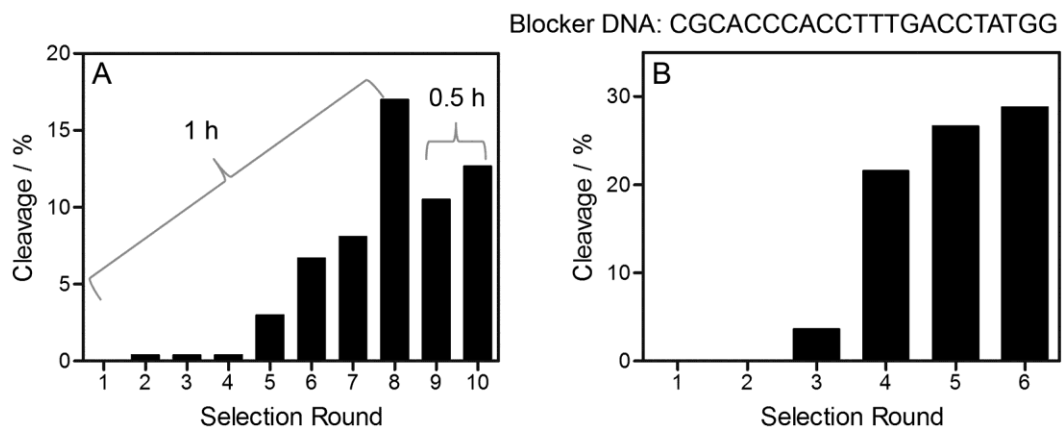 Blocker DNA: CGCACCCACCTTTGACCTATGG
A
20
15
10
5
0
Cleavage / %
1 h
0.5 h
1 2 3 4 5 6 7 8 9 10
Selection Round
B
30
20
10
0
Cleavage / %
1 2 3 4 5 6
Selection Round